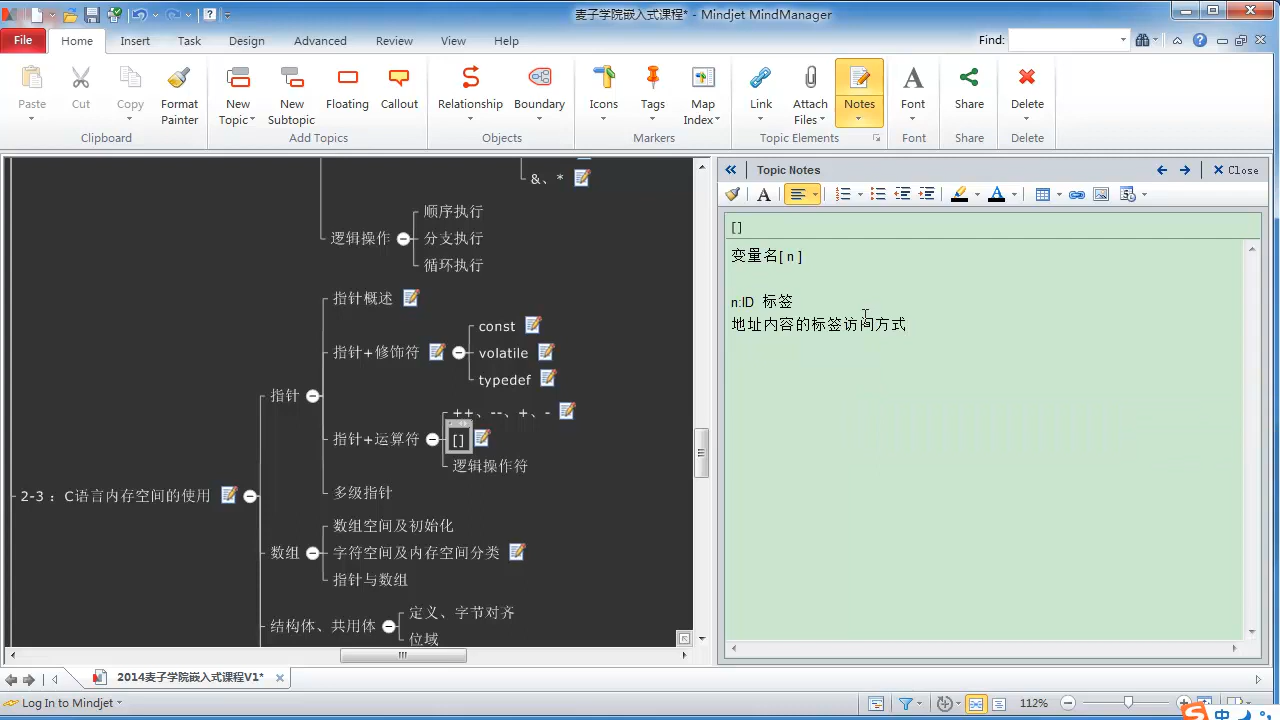 麦子学院嵌入式课程* - Mindjet MindManager
File Home Insert Task Design Advanced Review View Help Find:
Paste Cut Copy Format Painter
New Topic New Subtopic Floating Callout
Relationship Boundary
Icons Tags Map Index
Link Attach Files Notes
Font Share Delete
Clipboard Add Topics Objects Markers Topic Elements Font Share Delete
&、*
逻辑操作
顺序执行
分支执行
循环执行
指针概述
指针+修饰符
const
volatile
typedef
指针
++、--、+、-
指针+运算符
[]
逻辑操作符
多级指针
2-3 : C语言内存空间的使用
数组空间及初始化
数组
字符空间及内存空间分类
指针与数组
结构体、共用体
定义、字节对齐
位域
Topic Notes Close
[]
变量名[ n ]
n:ID 标签
地址内容的标签访问方式
2014麦子学院嵌入式课程V1*
Log In to Mindjet
112%
中